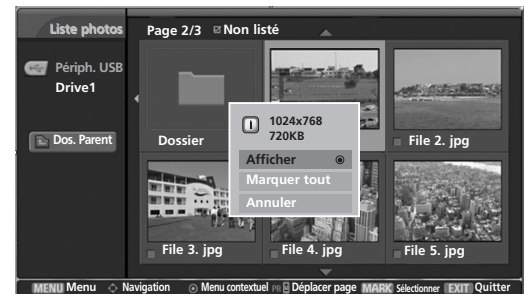 Liste photos
Page 2/3 Non listé
Périph. USB
Drive1
Dos. Parent
Dossier
1024x768
720KB
Afficher
Marquer tout
Annuler
File 2. jpg
File 3. jpg
File 4. jpg
File 5. jpg
MENU Menu Navigation Menu contextuel PR Déplacer page MARK Sélectionner EXIT Quitter